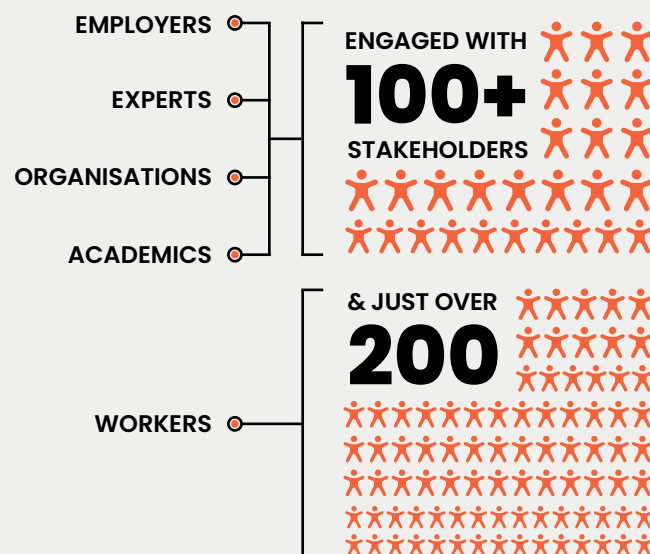 EMPLOYERS
EXPERTS
ORGANISATIONS
ACADEMICS
ENGAGED WITH
100+
STAKEHOLDERS
WORKERS
& JUST OVER
200